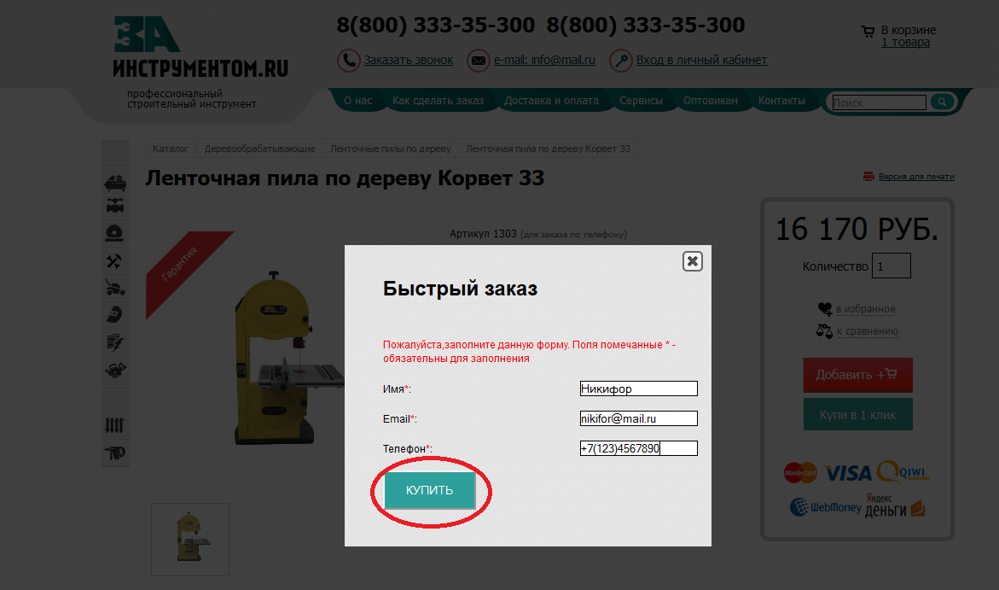 ЗА
ИНСТРУМЕНТОМ.RU
профессиональный
строительный инструмент
8(800) 333-35-300 8(800) 333-35-300
Заказать звонок e-mail: info@mail.ru Вход в личный кабинет
В корзине
1 товара
О нас Как сделать заказ Доставка и оплата Сервисы Оптовикам Контакты Поиск
Каталог Деревообрабатывающие Ленточные пилы по дереву Ленточная пила по дереву Корвет 33
Ленточная пила по дереву Корвет 33
Версия для печати
Гарантия
Артикул 1303 (для заказа по телефону)
Быстрый заказ
Пожалуйста,заполните данную форму. Поля помечанные * -
обязательны для заполнения
Имя*: Никифор
Email*: nikifor@mail.ru
Телефон*: +7(123)4567890
КУПИТЬ
16 170 РУБ.
Количество 1
в избранное
к сравнению
Добавить +
Купи в 1 клик
MasterCard VISA QIWI
WebMoney Яндекс
деньги